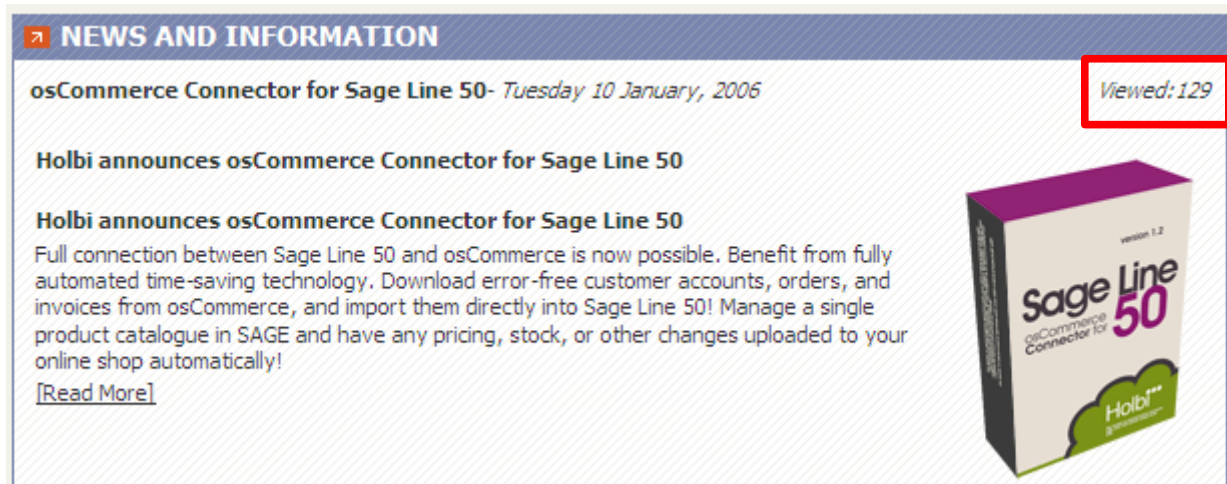 NEWS AND INFORMATION
osCommerce Connector for Sage Line 50- Tuesday 10 January, 2006 Viewed:129
Holbi announces osCommerce Connector for Sage Line 50
Holbi announces osCommerce Connector for Sage Line 50
Full connection between Sage Line 50 and osCommerce is now possible. Benefit from fully
automated time-saving technology. Download error-free customer accounts, orders, and
invoices from osCommerce, and import them directly into Sage Line 50! Manage a single
product catalogue in SAGE and have any pricing, stock, or other changes uploaded to your
online shop automatically!
[Read More]
version 1.2
Sage Line
osCommerce
Connector for 50
Holbi